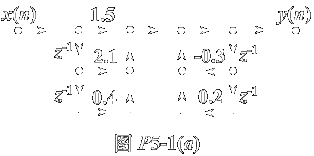 x(n) 1.5 y(n)
z⁻¹ 2.1 -0.3 z⁻¹
z⁻¹ 0.4 0.2 z⁻¹
图 P5-1(a)